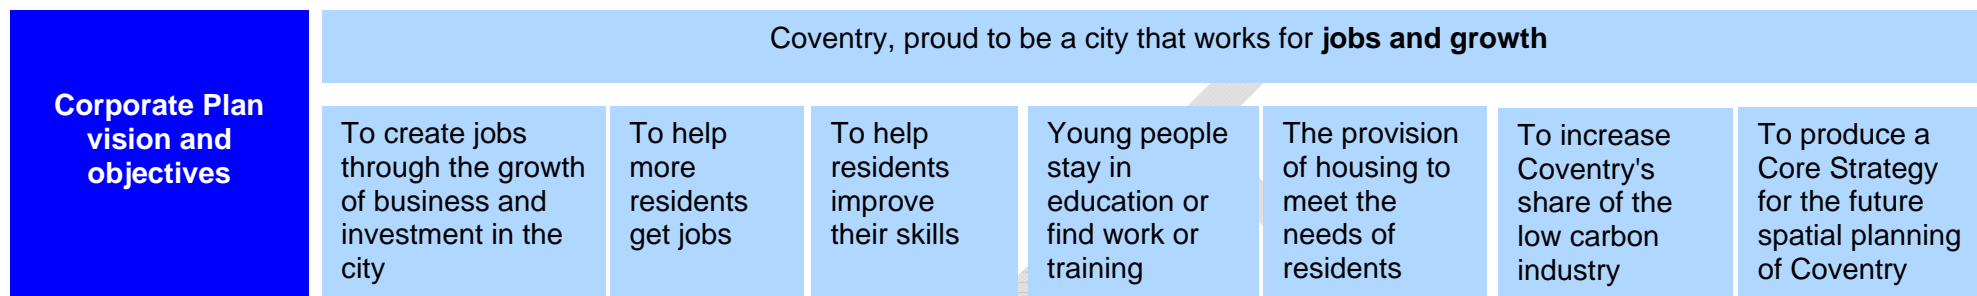 Corporate Plan
vision and
objectives
Coventry, proud to be a city that works for jobs and growth
To create jobs
through the growth
of business and
investment in the
city
To help
more
residents
get jobs
To help
residents
improve
their skills
Young people
stay in
education or
find work or
training
The provision
of housing to
meet the
needs of
residents
To increase
Coventry's
share of the
low carbon
industry
To produce a
Core Strategy
for the future
spatial planning
of Coventry